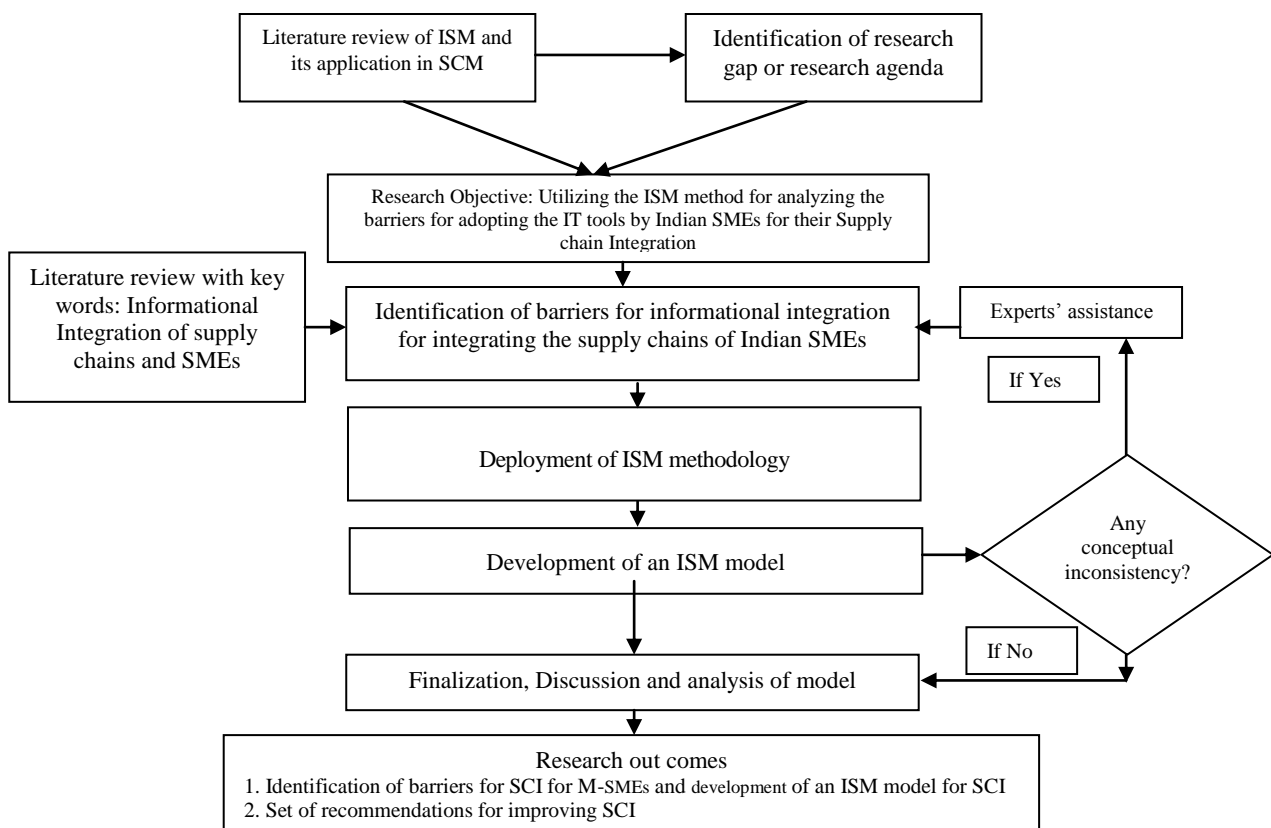 Literature review of ISM and
its application in SCM
Identification of research
gap or research agenda
Research Objective: Utilizing the ISM method for analyzing the
barriers for adopting the IT tools by Indian SMEs for their Supply
chain Integration
Literature review with key
words: Informational
Integration of supply
chains and SMEs
Identification of barriers for informational integration
for integrating the supply chains of Indian SMEs
Experts’ assistance
If Yes
Deployment of ISM methodology
Development of an ISM model
Any
conceptual
inconsistency?
If No
Finalization, Discussion and analysis of model
Research out comes
1. Identification of barriers for SCI for M-SMEs and development of an ISM model for SCI
2. Set of recommendations for improving SCI